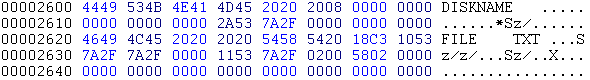 00002600 4449 534B 4E41 4D45 2020 2008 0000 0000 DISKNAME   .....
00002610 0000 0000 0000 2A53 7A2F 0000 0000 0000 ......*Sz/......
00002620 4649 4C45 2020 2020 5458 5420 18C3 1053 FILE    TXT ...S
00002630 7A2F 7A2F 0000 1153 7A2F 0200 5802 0000 z/z/...Sz/..X...
00002640 0000 0000 0000 0000 0000 0000 0000 0000 ................